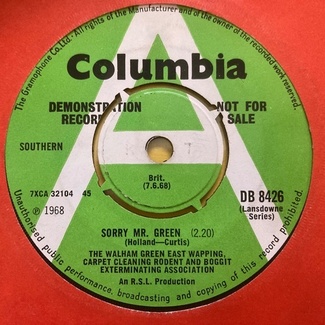 The Gramophone Co. Ltd. · All rights of the Manufacturer and of the owner of the recorded work reserved.
Columbia
DEMONSTRATION NOT FOR
RECORD SALE
SOUTHERN
Brit.
(7.6.68)
7XCA 32104 45
DB 8426
(Lansdowne
Series)
℗ 1968
SORRY MR. GREEN (2.20)
(Holland—Curtis)
THE WALHAM GREEN EAST WAPPING,
CARPET CLEANING RODENT AND BOGGIT
EXTERMINATING ASSOCIATION
An R.S.L. Production
Unauthorised public performance, broadcasting and copying of this record prohibited.